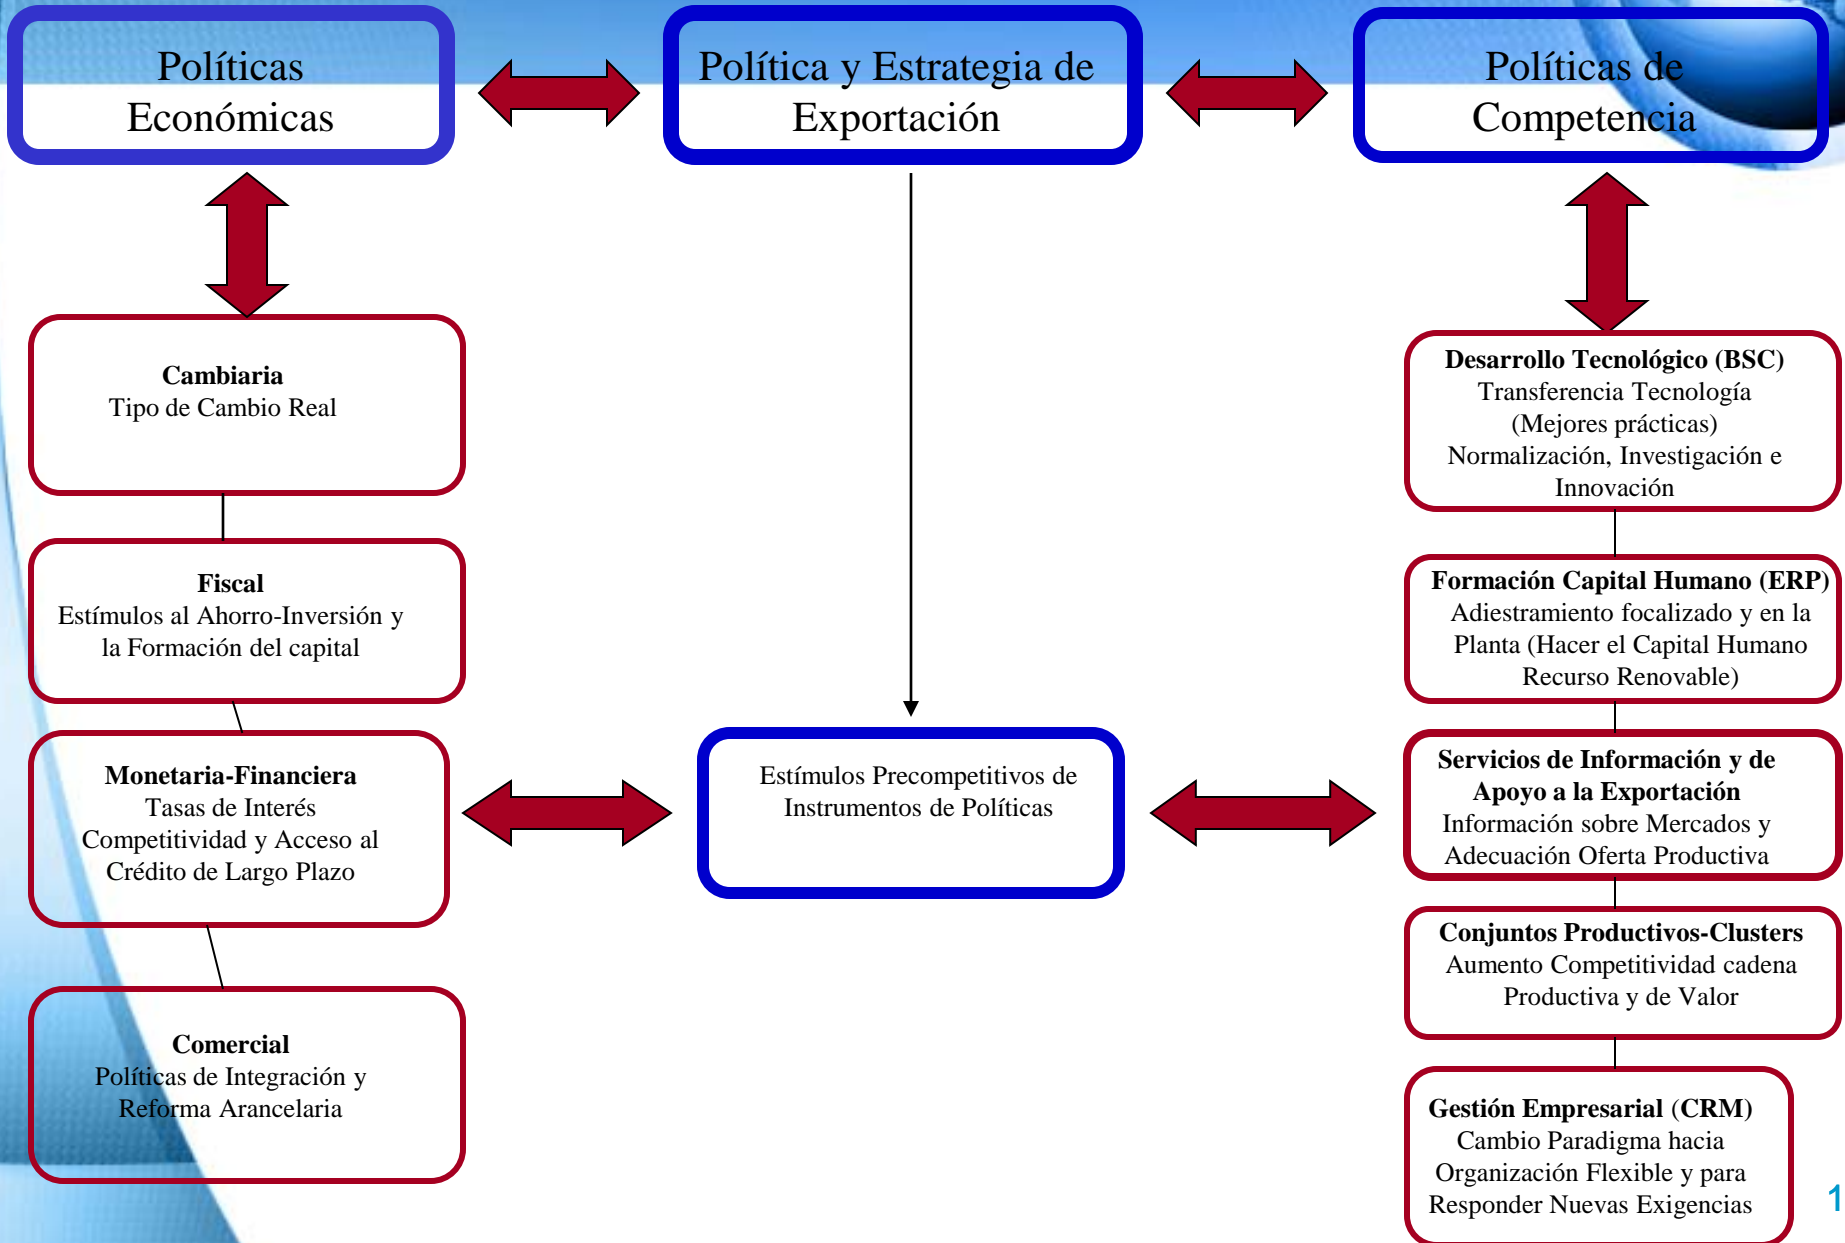 Políticas
Económicas
Política y Estrategia de
Exportación
Políticas de
Competencia
Cambiaria
Tipo de Cambio Real
Fiscal
Estímulos al Ahorro-Inversión y
la Formación del capital
Monetaria-Financiera
Tasas de Interés
Competitividad y Acceso al
Crédito de Largo Plazo
Comercial
Políticas de Integración y
Reforma Arancelaria
Estímulos Precompetitivos de
Instrumentos de Políticas
Desarrollo Tecnológico (BSC)
Transferencia Tecnología
(Mejores prácticas)
Normalización, Investigación e
Innovación
Formación Capital Humano (ERP)
Adiestramiento focalizado y en la
Planta (Hacer el Capital Humano
Recurso Renovable)
Servicios de Información y de
Apoyo a la Exportación
Información sobre Mercados y
Adecuación Oferta Productiva
Conjuntos Productivos-Clusters
Aumento Competitividad cadena
Productiva y de Valor
Gestión Empresarial (CRM)
Cambio Paradigma hacia
Organización Flexible y para
Responder Nuevas Exigencias
1